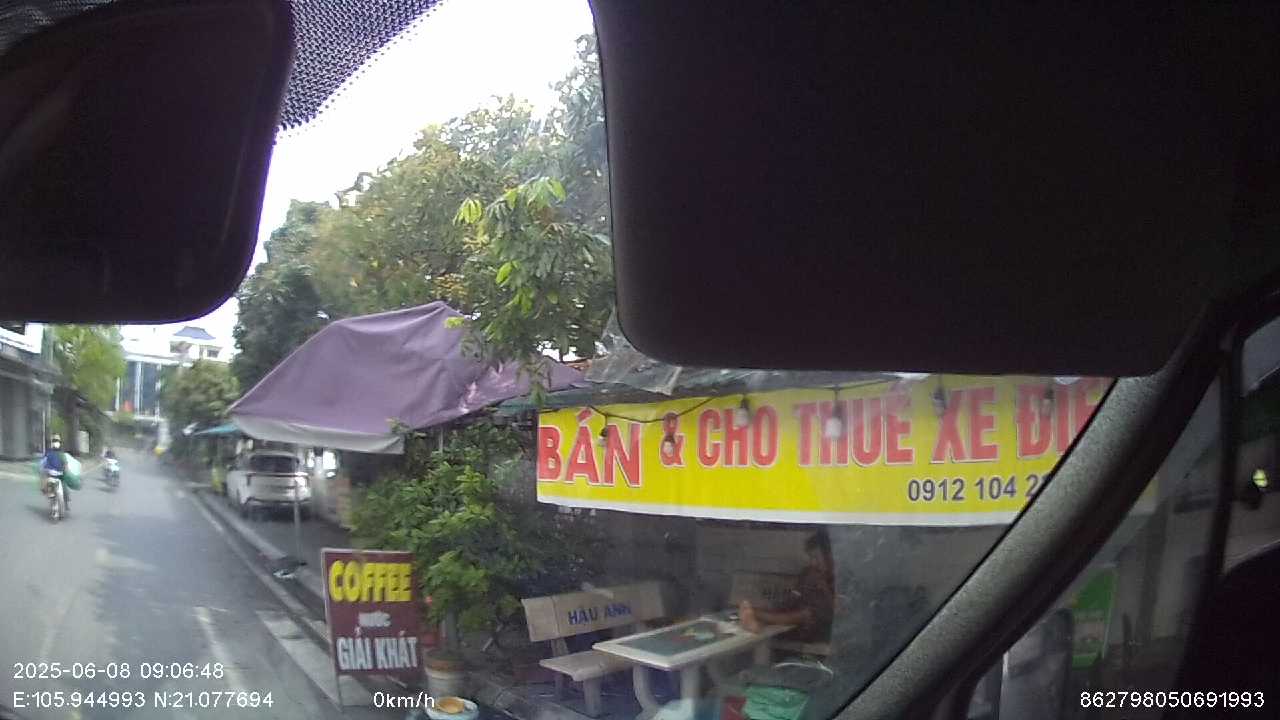 BÁN & CHO THUÊ XE ĐI
0912 104 2
COFFEE
NƯỚC
GIẢI KHÁT
HẬU ANH
2025-06-08 09:06:48
E:105.944993 N:21.077694
0km/h
862798050691993